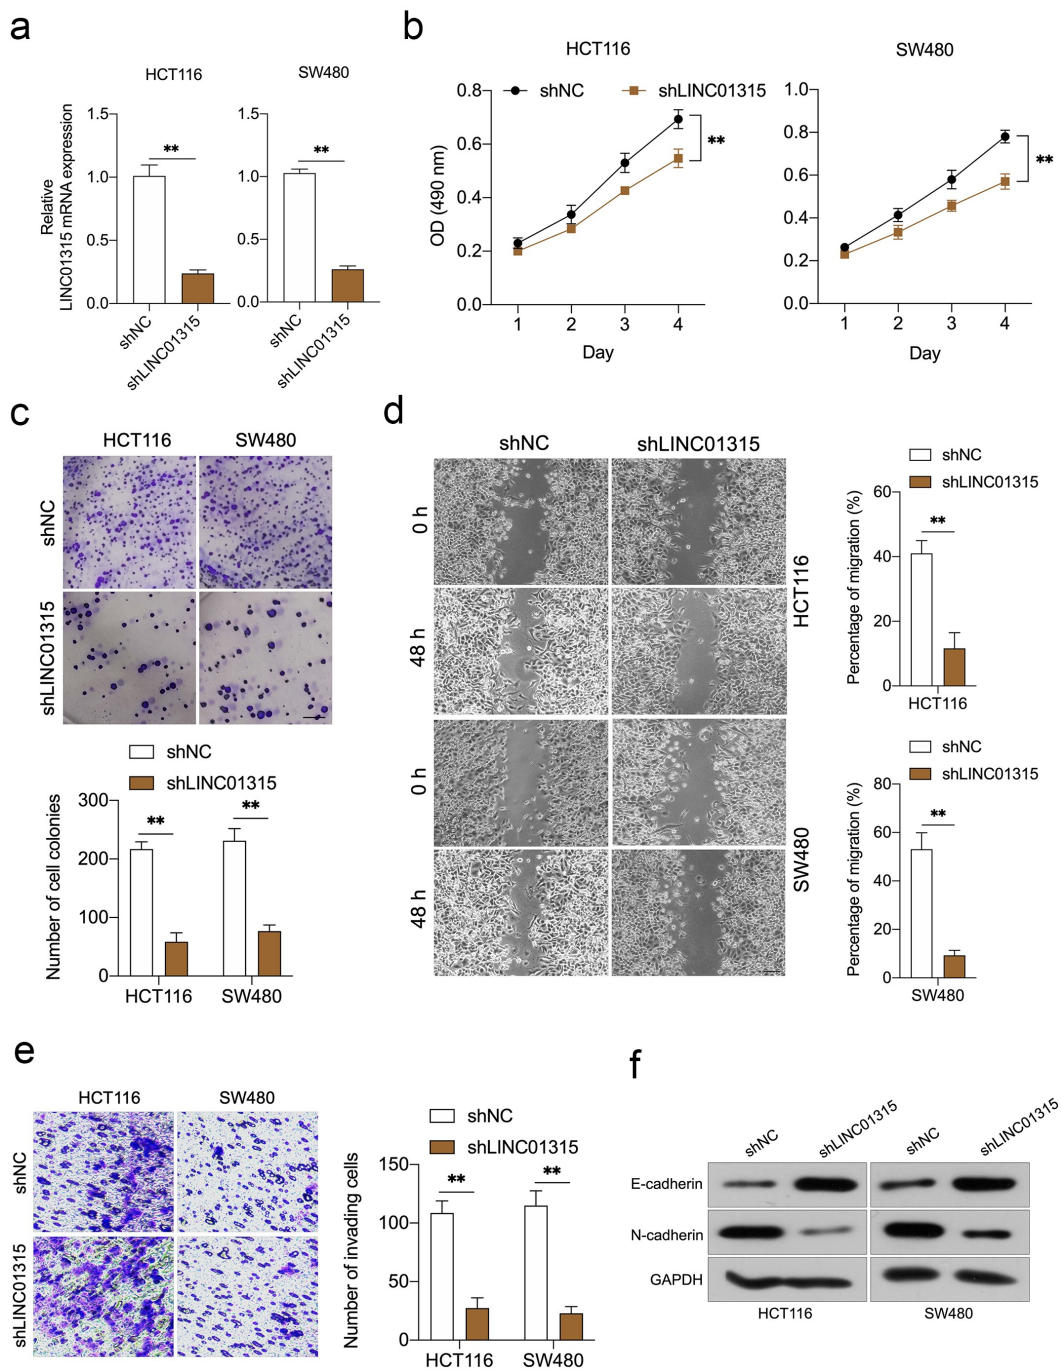 a
HCT116
SW480
Relative
LINC01315 mRNA expression
1.5
1.0
0.5
0.0
**
shNC
shLINC01315
1.5
1.0
0.5
0.0
**
shNC
shLINC01315
b
HCT116
SW480
shNC
shLINC01315
OD (490 nm)
0.8
0.6
0.4
0.2
0.0
**
1 2 3 4
Day
1.0
0.8
0.6
0.4
0.2
0.0
**
1 2 3 4
Day
c
HCT116 SW480
shNC
shLINC01315
shNC
shLINC01315
Number of cell colonies
300
200
100
0
** **
HCT116 SW480
d
shNC shLINC01315
0 h
48 h
HCT116
0 h
48 h
SW480
shNC
shLINC01315
Percentage of migration (%)
60
40
20
0
**
HCT116
shNC
shLINC01315
Percentage of migration (%)
80
60
40
20
0
**
SW480
e
HCT116 SW480
shNC
shLINC01315
shNC
shLINC01315
Number of invading cells
150
100
50
0
** **
HCT116 SW480
f
shNC shLINC01315 shNC shLINC01315
E-cadherin
N-cadherin
GAPDH
HCT116 SW480